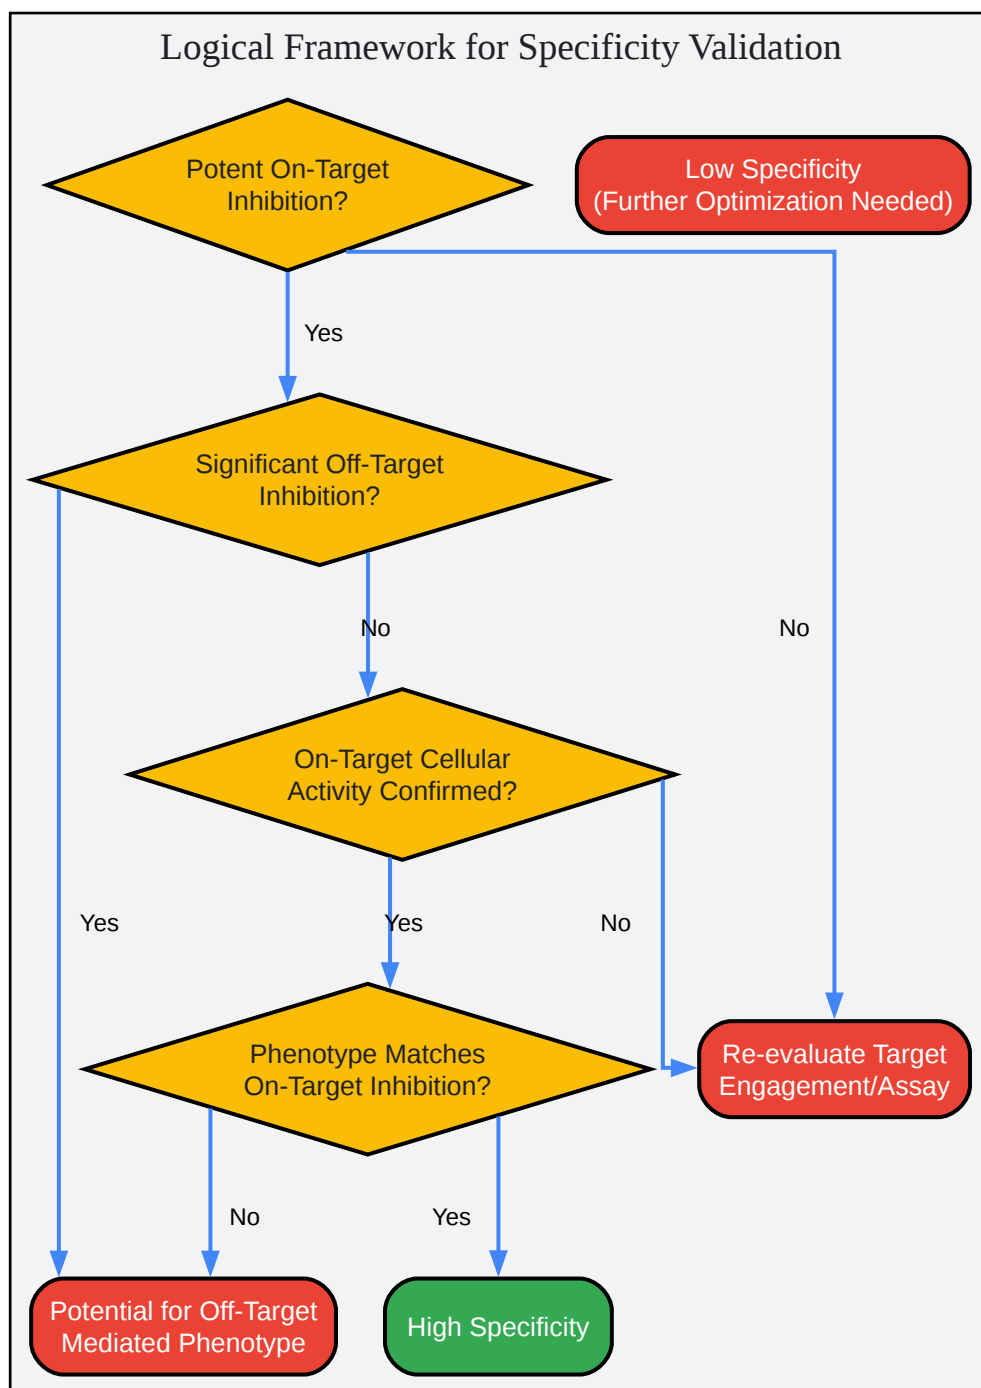 Logical Framework for Specificity Validation
Potent On-Target
Inhibition?
Low Specificity
(Further Optimization Needed)
Yes
Significant Off-Target
Inhibition?
No
No
On-Target Cellular
Activity Confirmed?
Yes
Yes
No
Phenotype Matches
On-Target Inhibition?
Re-evaluate Target
Engagement/Assay
No
Yes
Potential for Off-Target
Mediated Phenotype
High Specificity